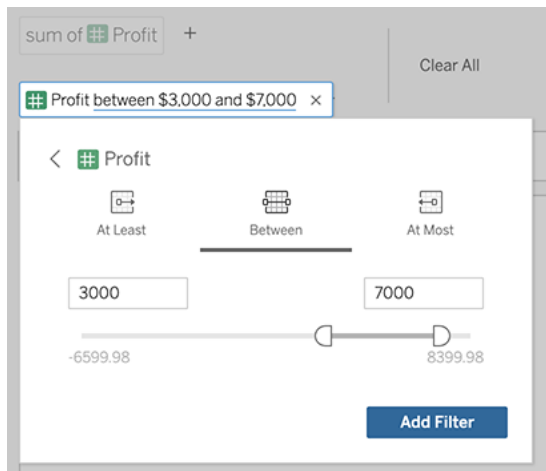 sum of Profit +
Clear All
Profit between $3,000 and $7,000 ×
Profit
At Least Between At Most
3000 7000
-6599.98 8399.98
Add Filter